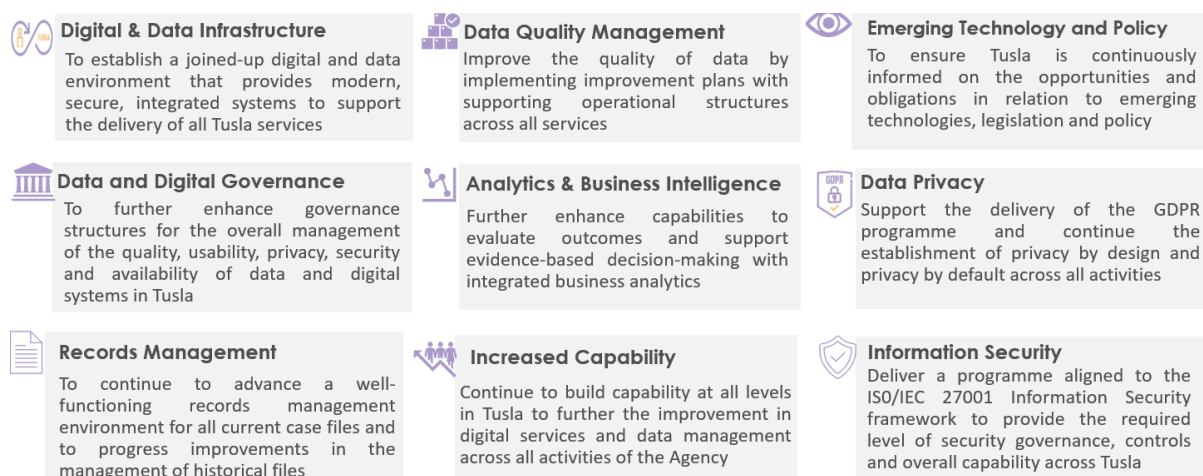 Digital & Data Infrastructure
To establish a joined-up digital and data
environment that provides modern,
secure, integrated systems to support
the delivery of all Tusla services
Data Quality Management
Improve the quality of data by
implementing improvement plans with
supporting operational structures
across all services
Emerging Technology and Policy
To ensure Tusla is continuously
informed on the opportunities and
obligations in relation to emerging
technologies, legislation and policy
Data and Digital Governance
To further enhance governance
structures for the overall management
of the quality, usability, privacy, security
and availability of data and digital
systems in Tusla
Analytics & Business Intelligence
Further enhance capabilities to
evaluate outcomes and support
evidence-based decision-making with
integrated business analytics
GDPR
Data Privacy
Support the delivery of the GDPR
programme and continue the
establishment of privacy by design and
privacy by default across all activities
Records Management
To continue to advance a well-
functioning records management
environment for all current case files and
to progress improvements in the
management of historical files
Increased Capability
Continue to build capability at all levels
in Tusla to further the improvement in
digital services and data management
across all activities of the Agency
Information Security
Deliver a programme aligned to the
IS0/IEC 27001 Information Security
framework to provide the required
level of security governance, controls
and overall capability across Tusla